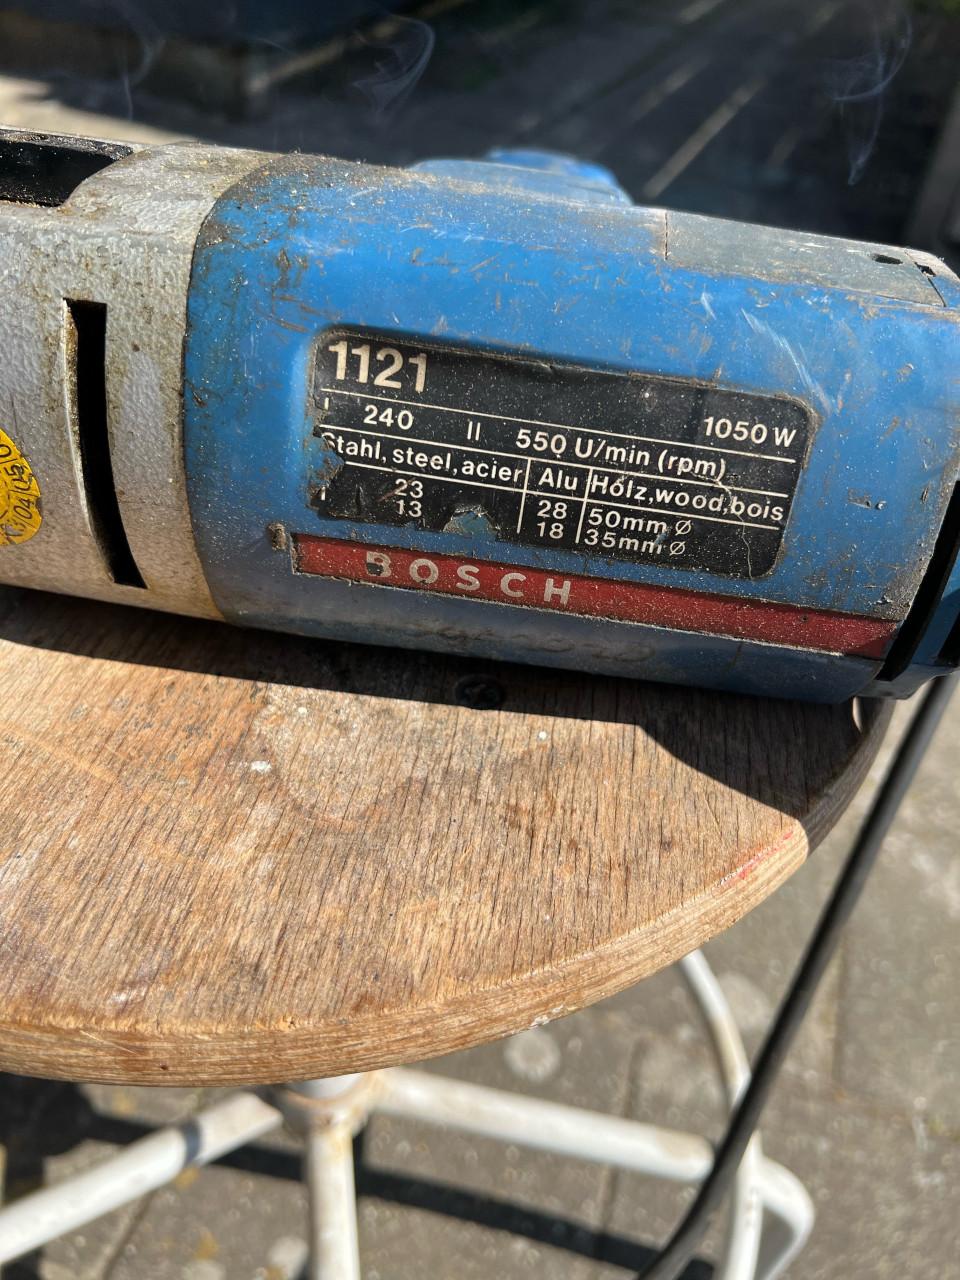 1121
I 240 1050 W
II 550 U/min (rpm)
Stahl, steel, acier Alu Holz, wood, bois
23 28 50mm ⌀
13 18 35mm ⌀
BOSCH